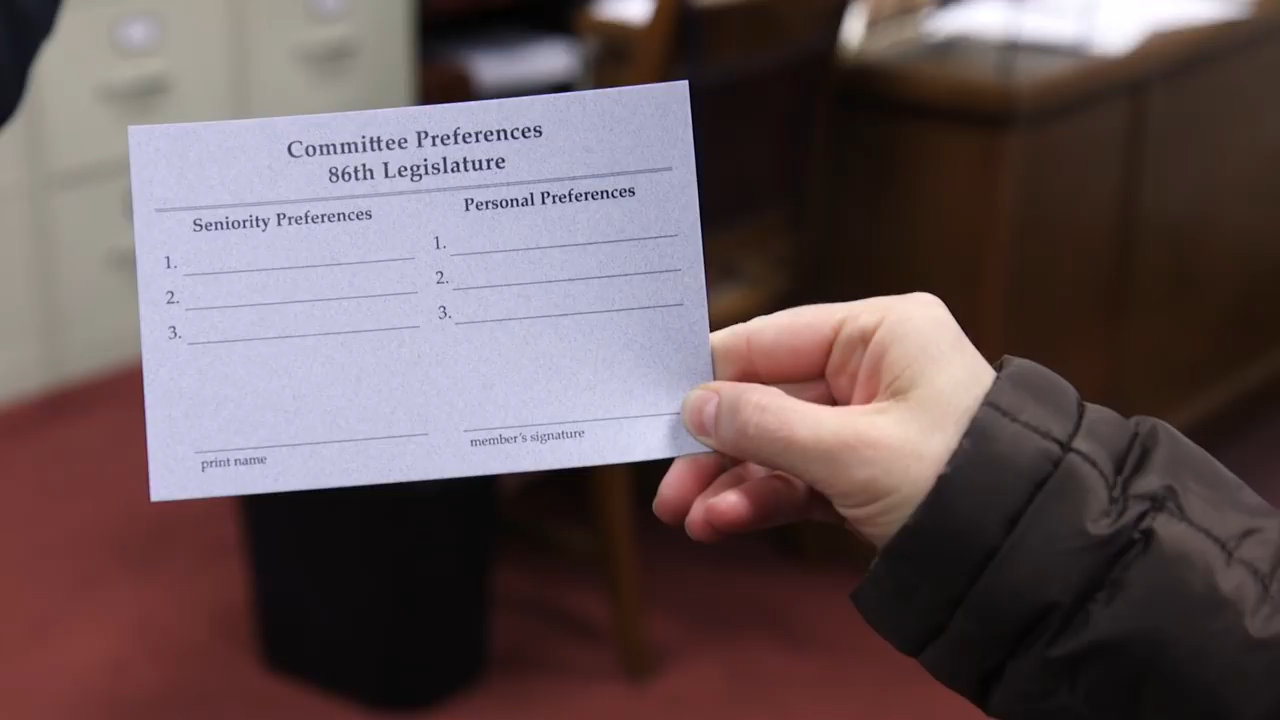 Committee Preferences
86th Legislature
Seniority Preferences
1.
2.
3.
Personal Preferences
1.
2.
3.
print name
member's signature